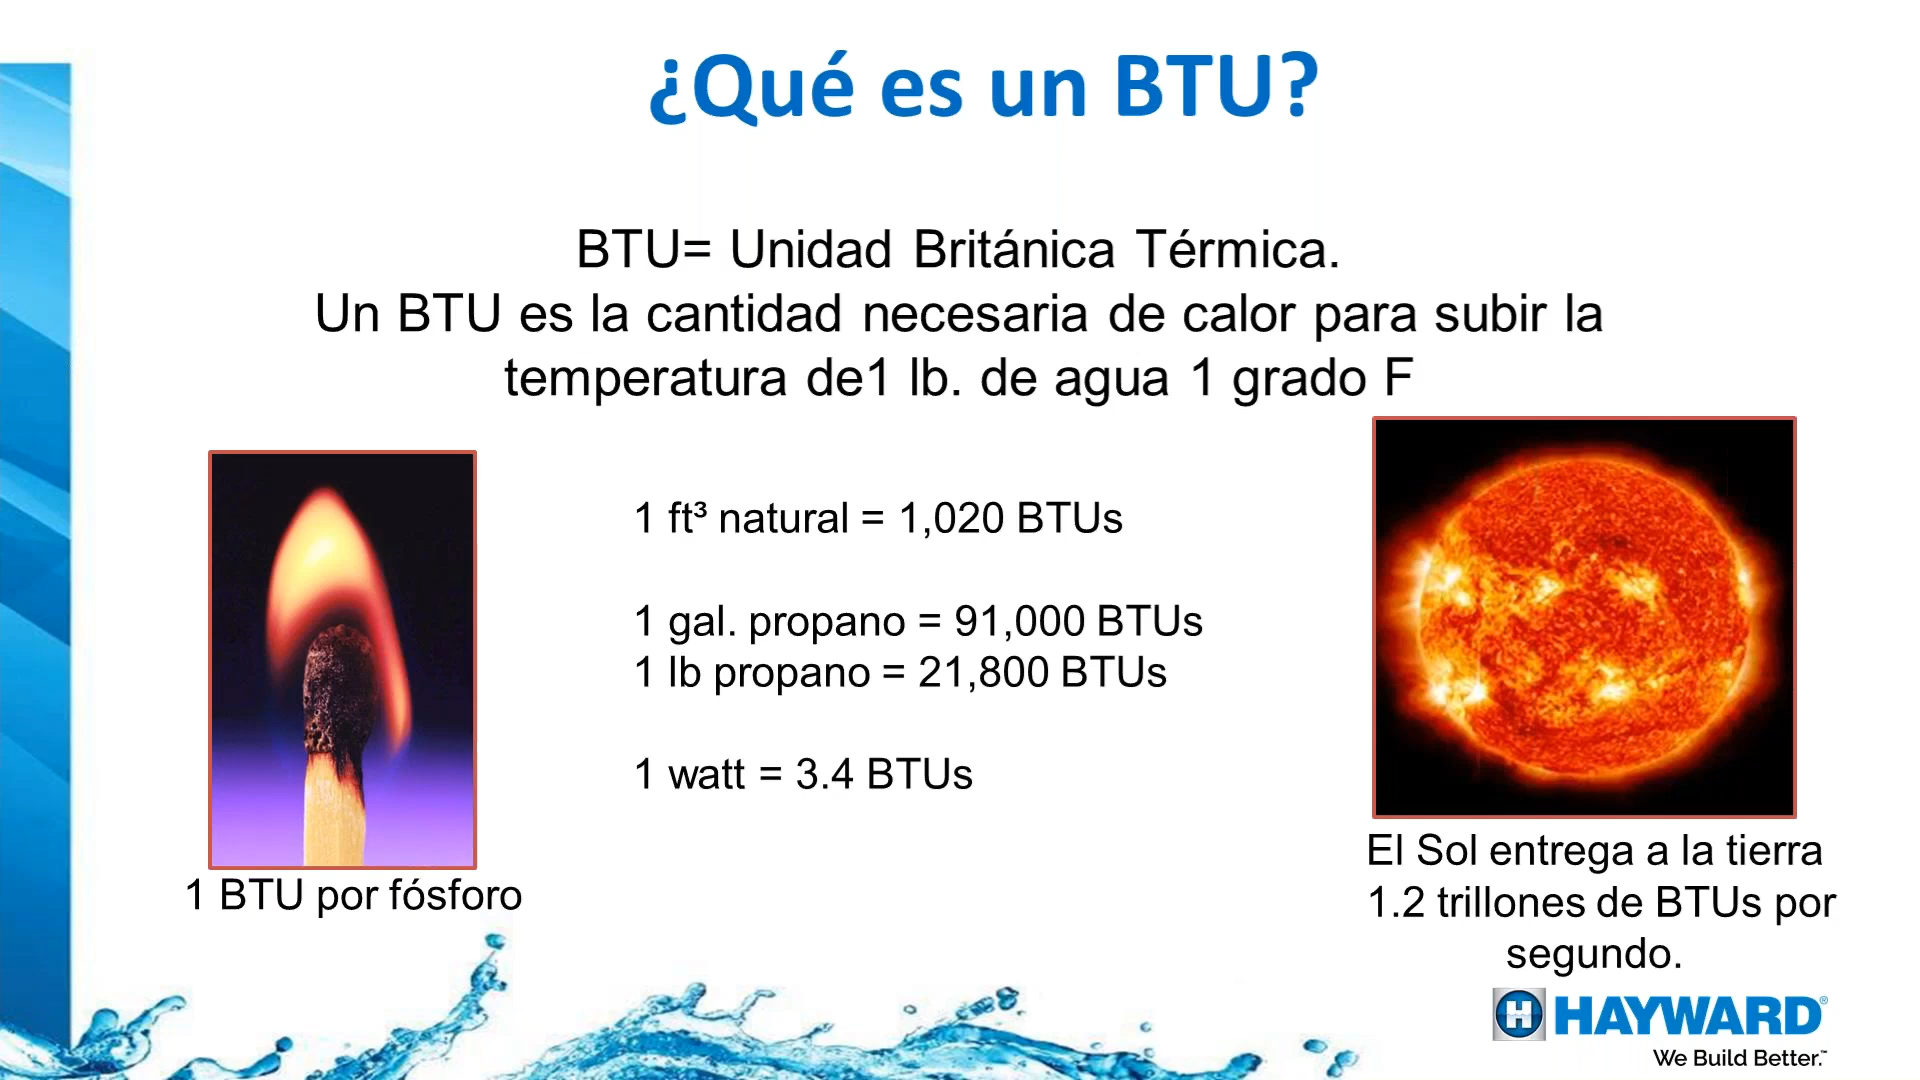 ¿Qué es un BTU?
BTU= Unidad Británica Térmica.
Un BTU es la cantidad necesaria de calor para subir la
temperatura de1 lb. de agua 1 grado F
1 ft³ natural = 1,020 BTUs
1 gal. propano = 91,000 BTUs
1 lb propano = 21,800 BTUs
1 watt = 3.4 BTUs
1 BTU por fósforo
El Sol entrega a la tierra
1.2 trillones de BTUs por
segundo.
H HAYWARD®
We Build Better.™